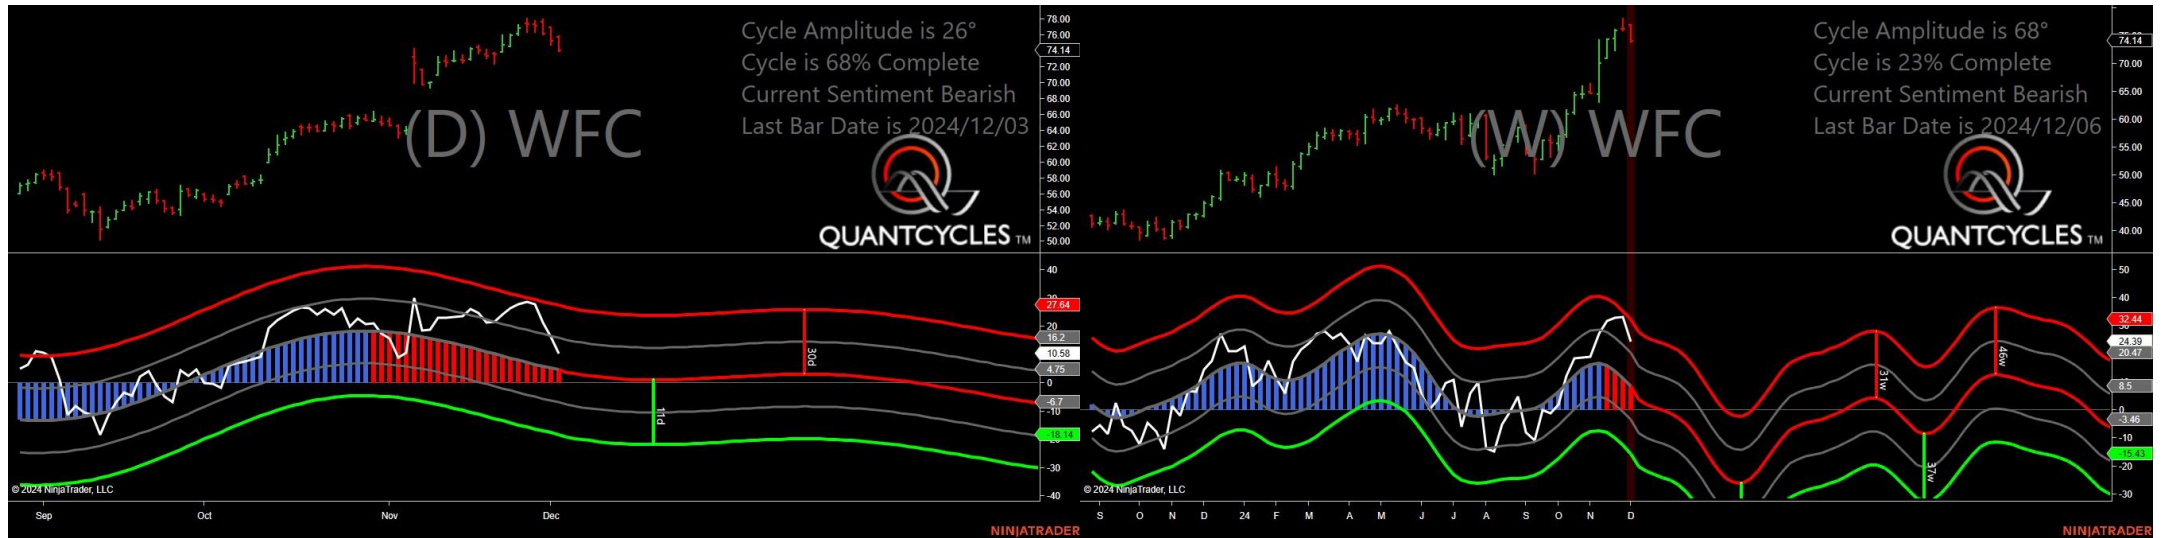 Cycle Amplitude is 26°
Cycle is 68% Complete
Current Sentiment Bearish
Last Bar Date is 2024/12/03
(D) WFC
QUANTCYCLES TM
78.00
76.00
74.14
72.00
70.00
68.00
66.00
64.00
62.00
60.00
58.00
56.00
54.00
52.00
50.00
40
27.64
20
16.2
10.58
4.75
0
-6.7
-10
-18.14
-30
-40
30d
11d
© 2024 NinjaTrader, LLC
Sep Oct Nov Dec
NINJATRADER
Cycle Amplitude is 68°
Cycle is 23% Complete
Current Sentiment Bearish
Last Bar Date is 2024/12/06
(W) WFC
QUANTCYCLES TM
74.14
70.00
65.00
60.00
55.00
50.00
45.00
40.00
50
40
32.44
24.39
20.47
8.5
0
-3.46
-10
-15.43
-20
-30
31w
46w
37w
© 2024 NinjaTrader, LLC
S O N D 24 F M A M J J A S O N D
NINJATRADER